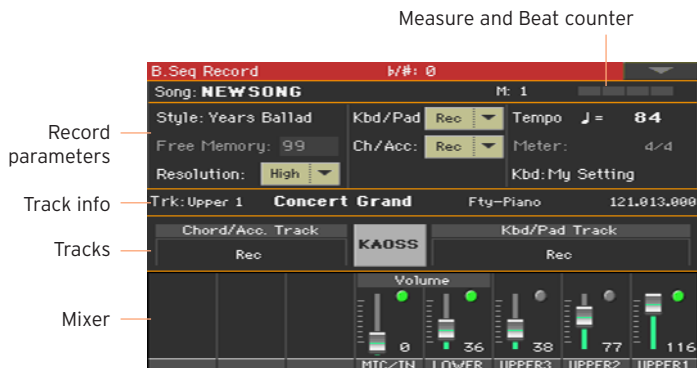 Measure and Beat counter
B.Seq Record b/#: 0
Song: NEWSONG M: 1
Style: Years Ballad Kbd/Pad Rec Tempo ♩ = 84
Free Memory: 99 Ch/Acc: Rec Meter: 4/4
Resolution: High Kbd: My Setting
Record parameters
Trk: Upper 1 Concert Grand Fty-Piano 121.013.000
Track info
Chord/Acc. Track KAOSS Kbd/Pad Track
Rec Rec
Tracks
Volume
Mixer
0 36 38 77 116
MIC/IN LOWER UPPER3 UPPER2 UPPER1